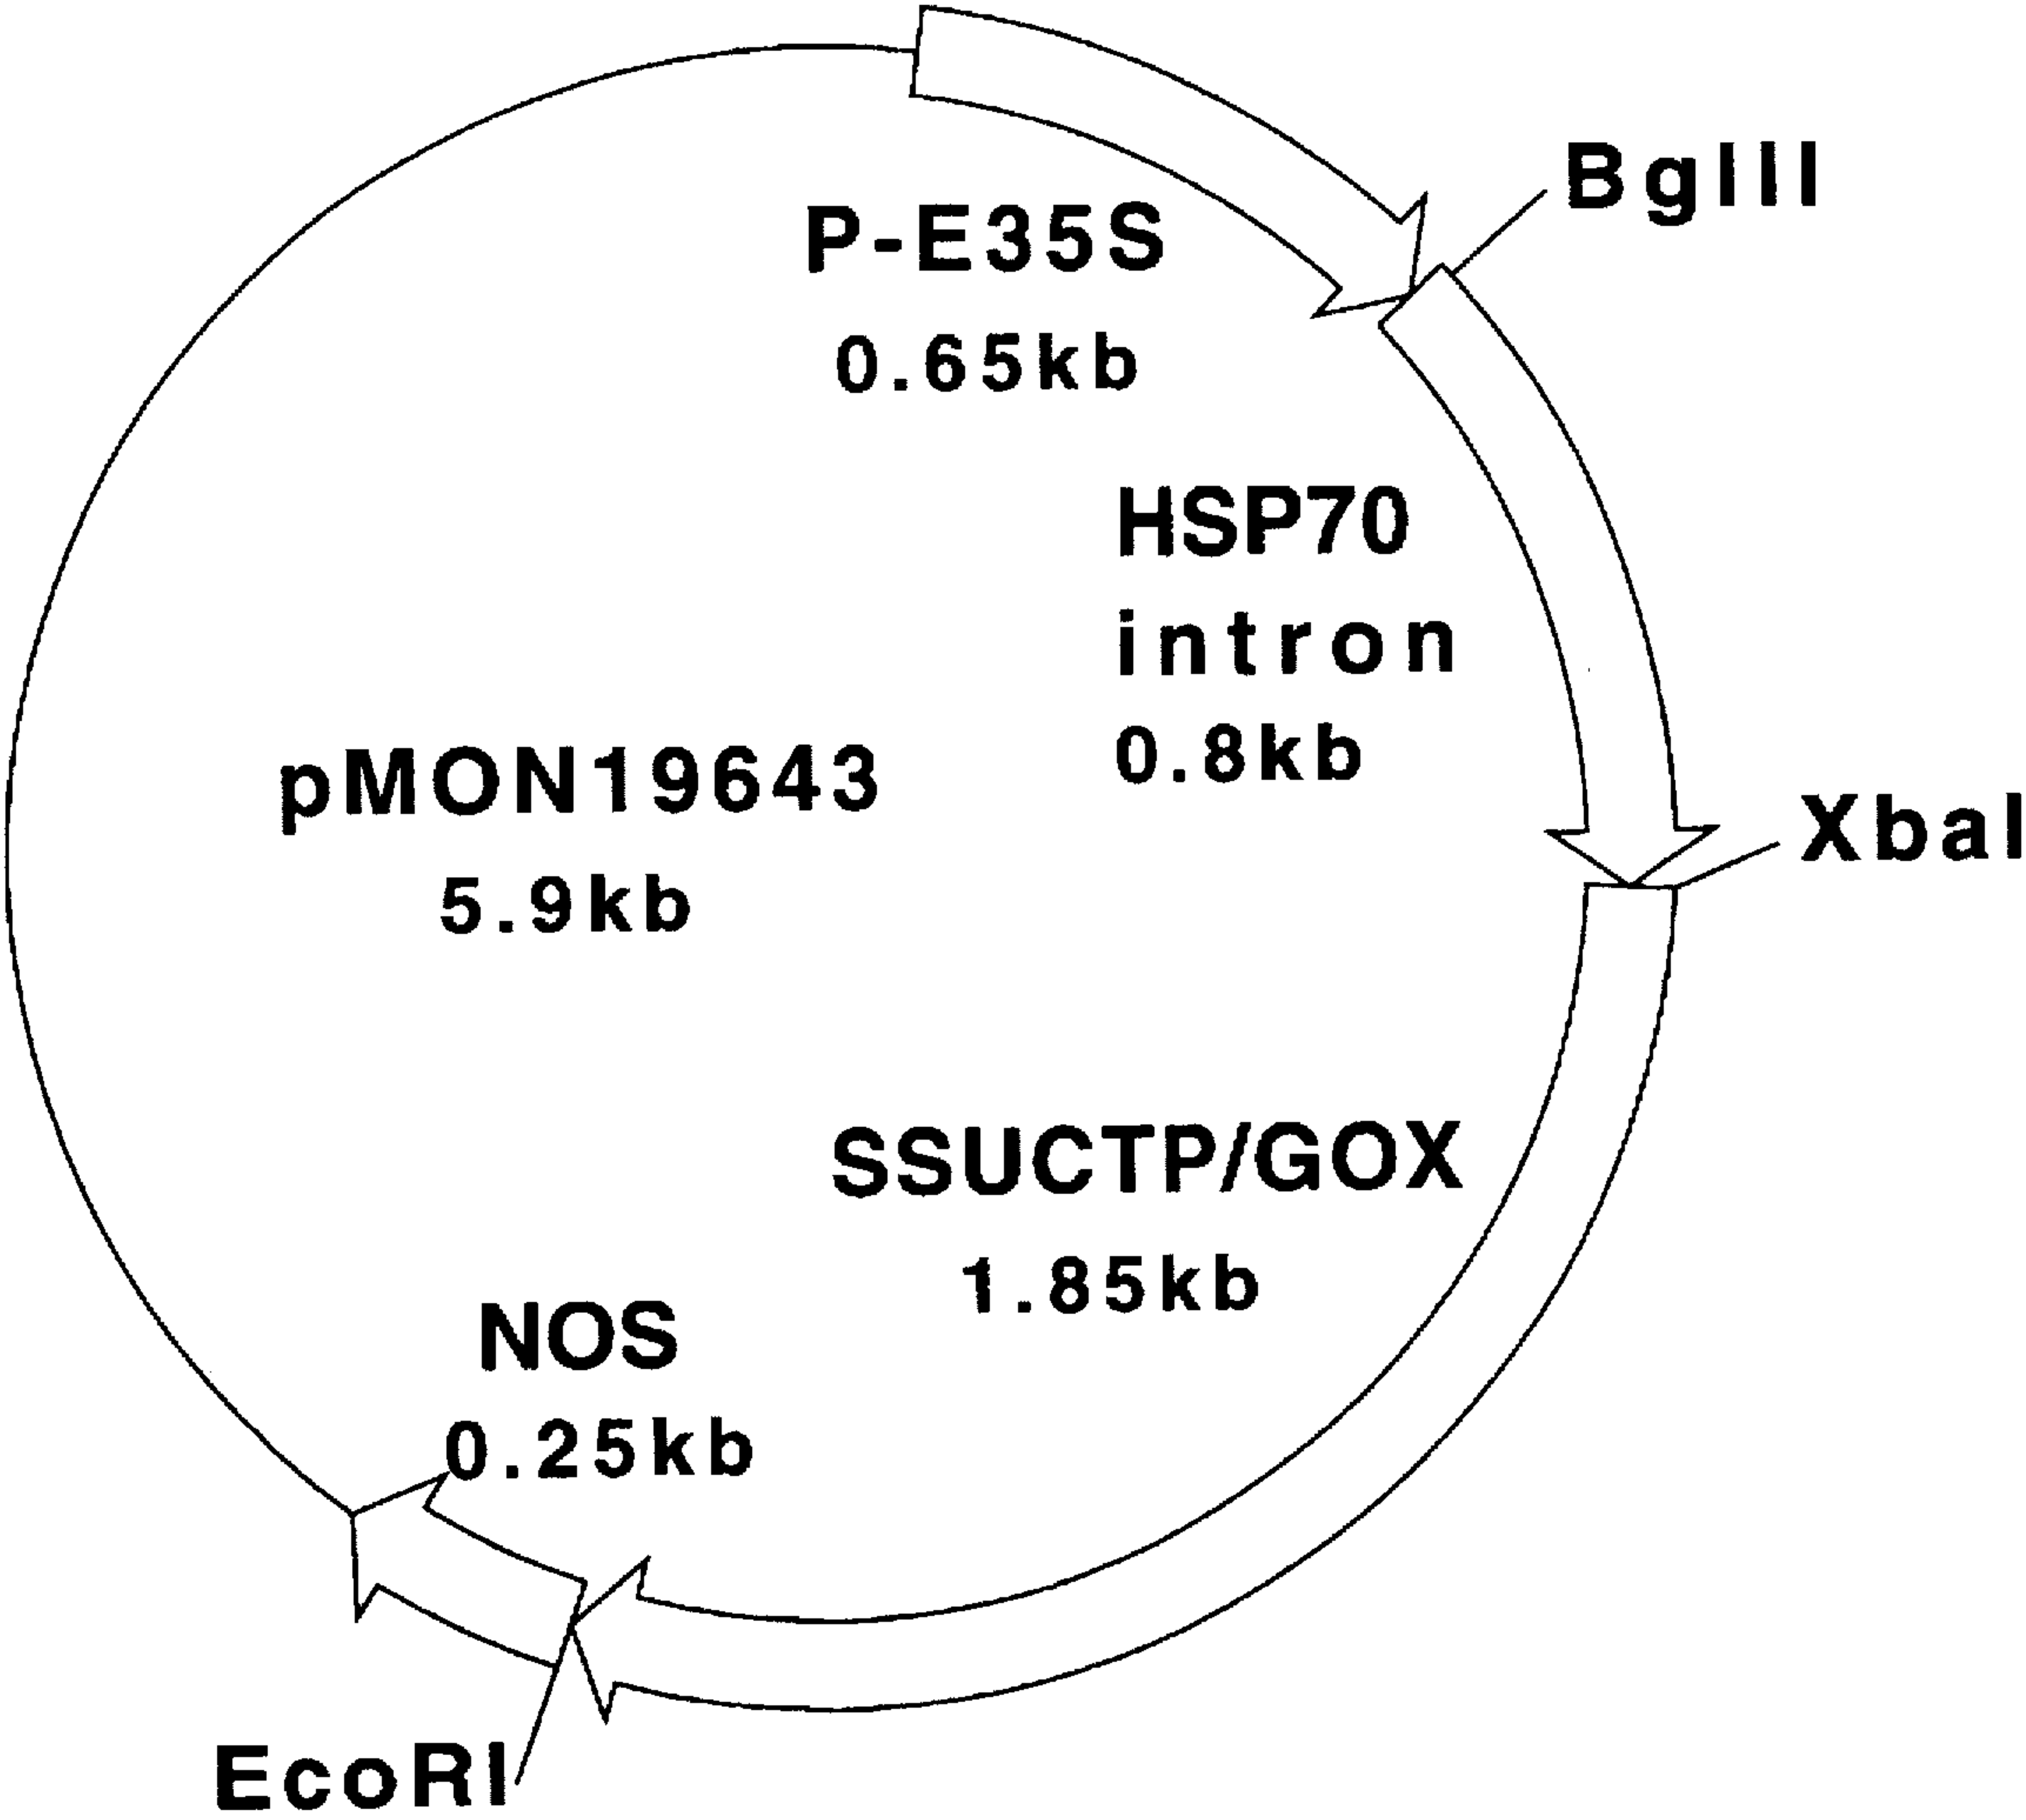 BglII
P-E35S
0.65kb
HSP70
intron
0.8kb
pMON19643
5.9kb
XbaI
SSUCTP/GOX
1.85kb
NOS
0.25kb
EcoRI